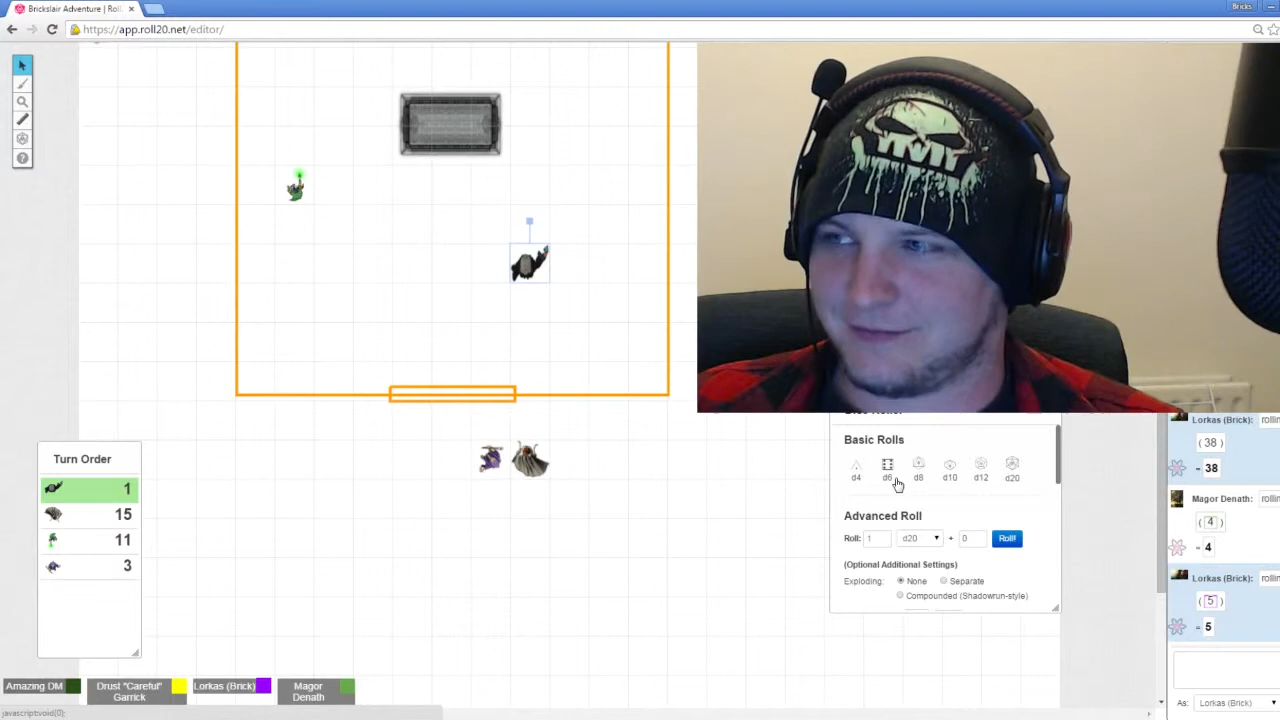 Brickslair Adventure | Roll
Bricks
https://app.roll20.net/editor/
Turn Order
1
15
11
3
Basic Rolls
d4 d6 d8 d10 d12 d20
Advanced Roll
Roll: 1 d20 + 0 Roll!
(Optional Additional Settings)
Exploding: None Separate
Compounded (Shadowrun-style)
Lorkas (Brick):
(38)
= 38
Magor Denath:
(4)
= 4
Lorkas (Brick):
(5)
= 5
As: Lorkas (Brick)
Amazing DM
Drust "Careful" Garrick
Lorkas (Brick)
Magor Denath
javascript:void(0);